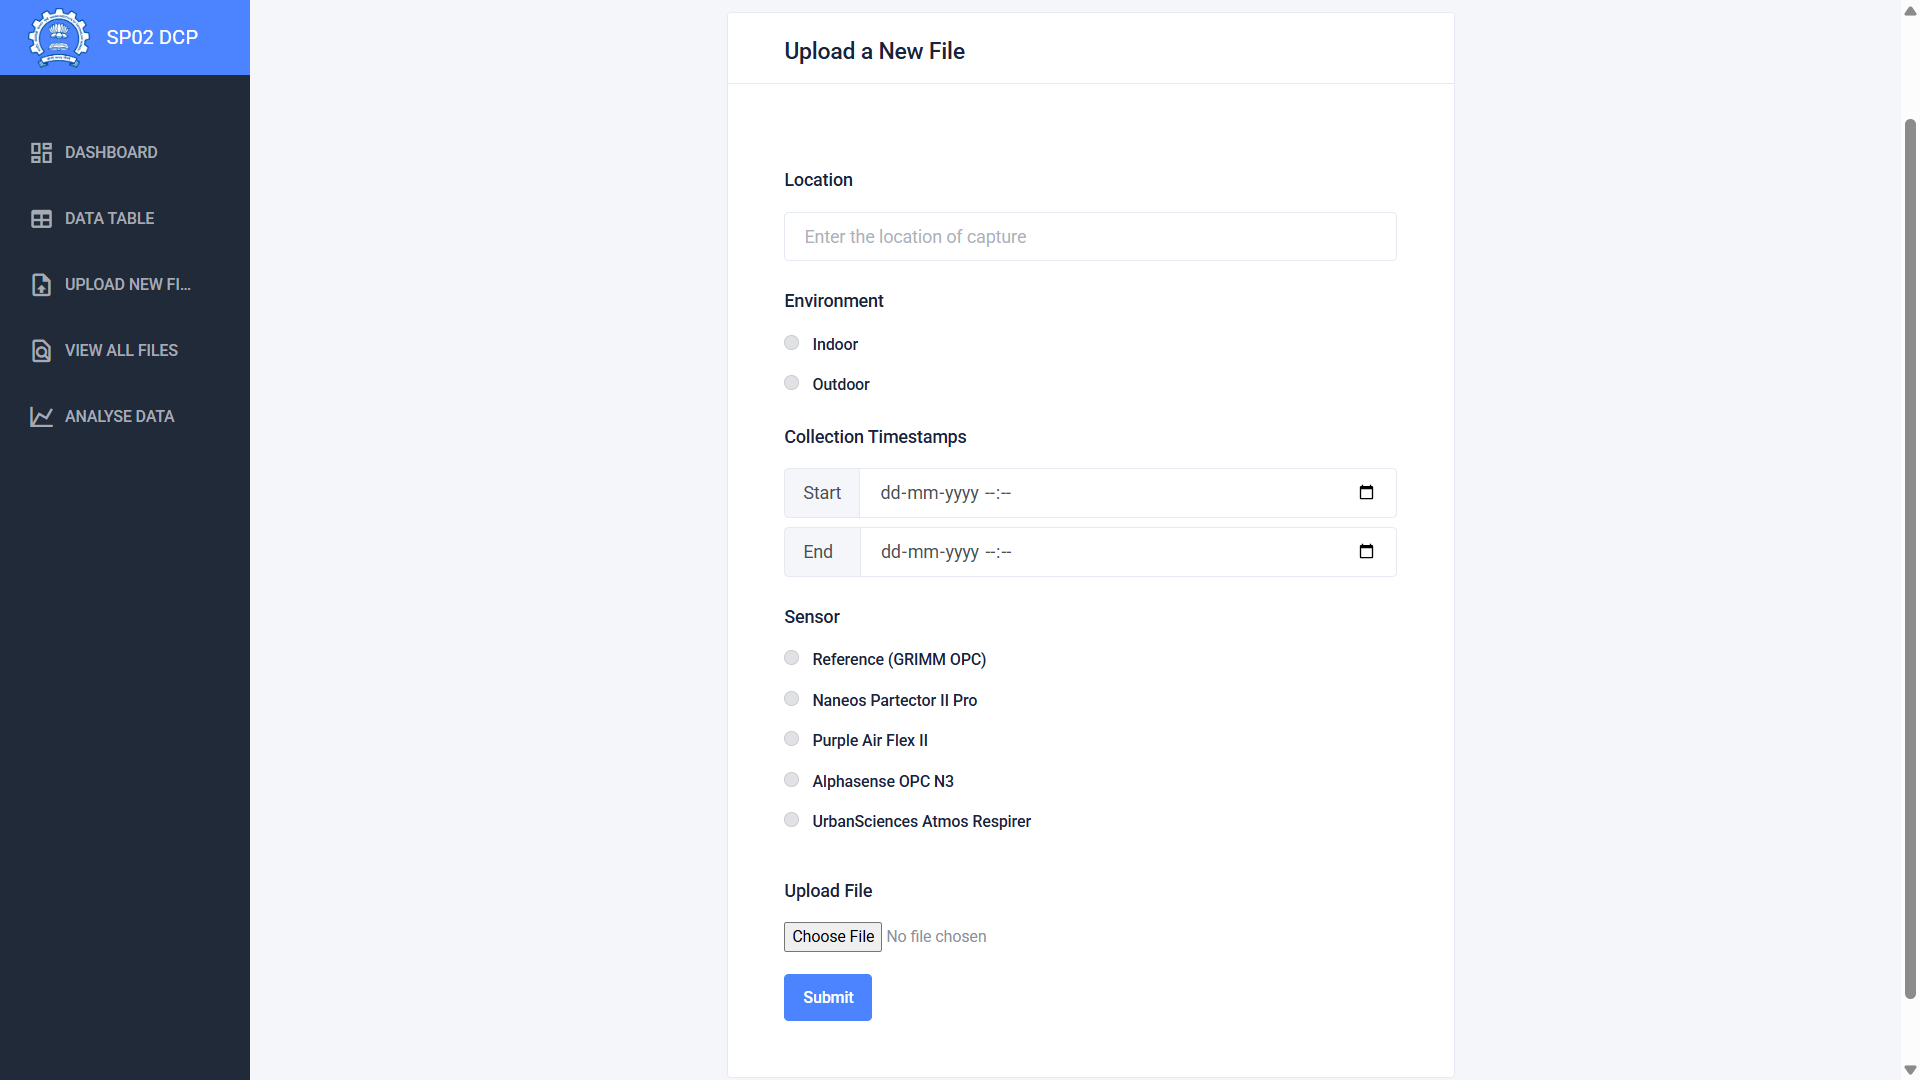 SP02 DCP
DASHBOARD
DATA TABLE
UPLOAD NEW FI...
VIEW ALL FILES
ANALYSE DATA
Upload a New File
Location
Enter the location of capture
Environment
Indoor
Outdoor
Collection Timestamps
Start dd-mm-yyyy --:--
End dd-mm-yyyy --:--
Sensor
Reference (GRIMM OPC)
Naneos Partector II Pro
Purple Air Flex II
Alphasense OPC N3
UrbanSciences Atmos Respirer
Upload File
Choose File No file chosen
Submit